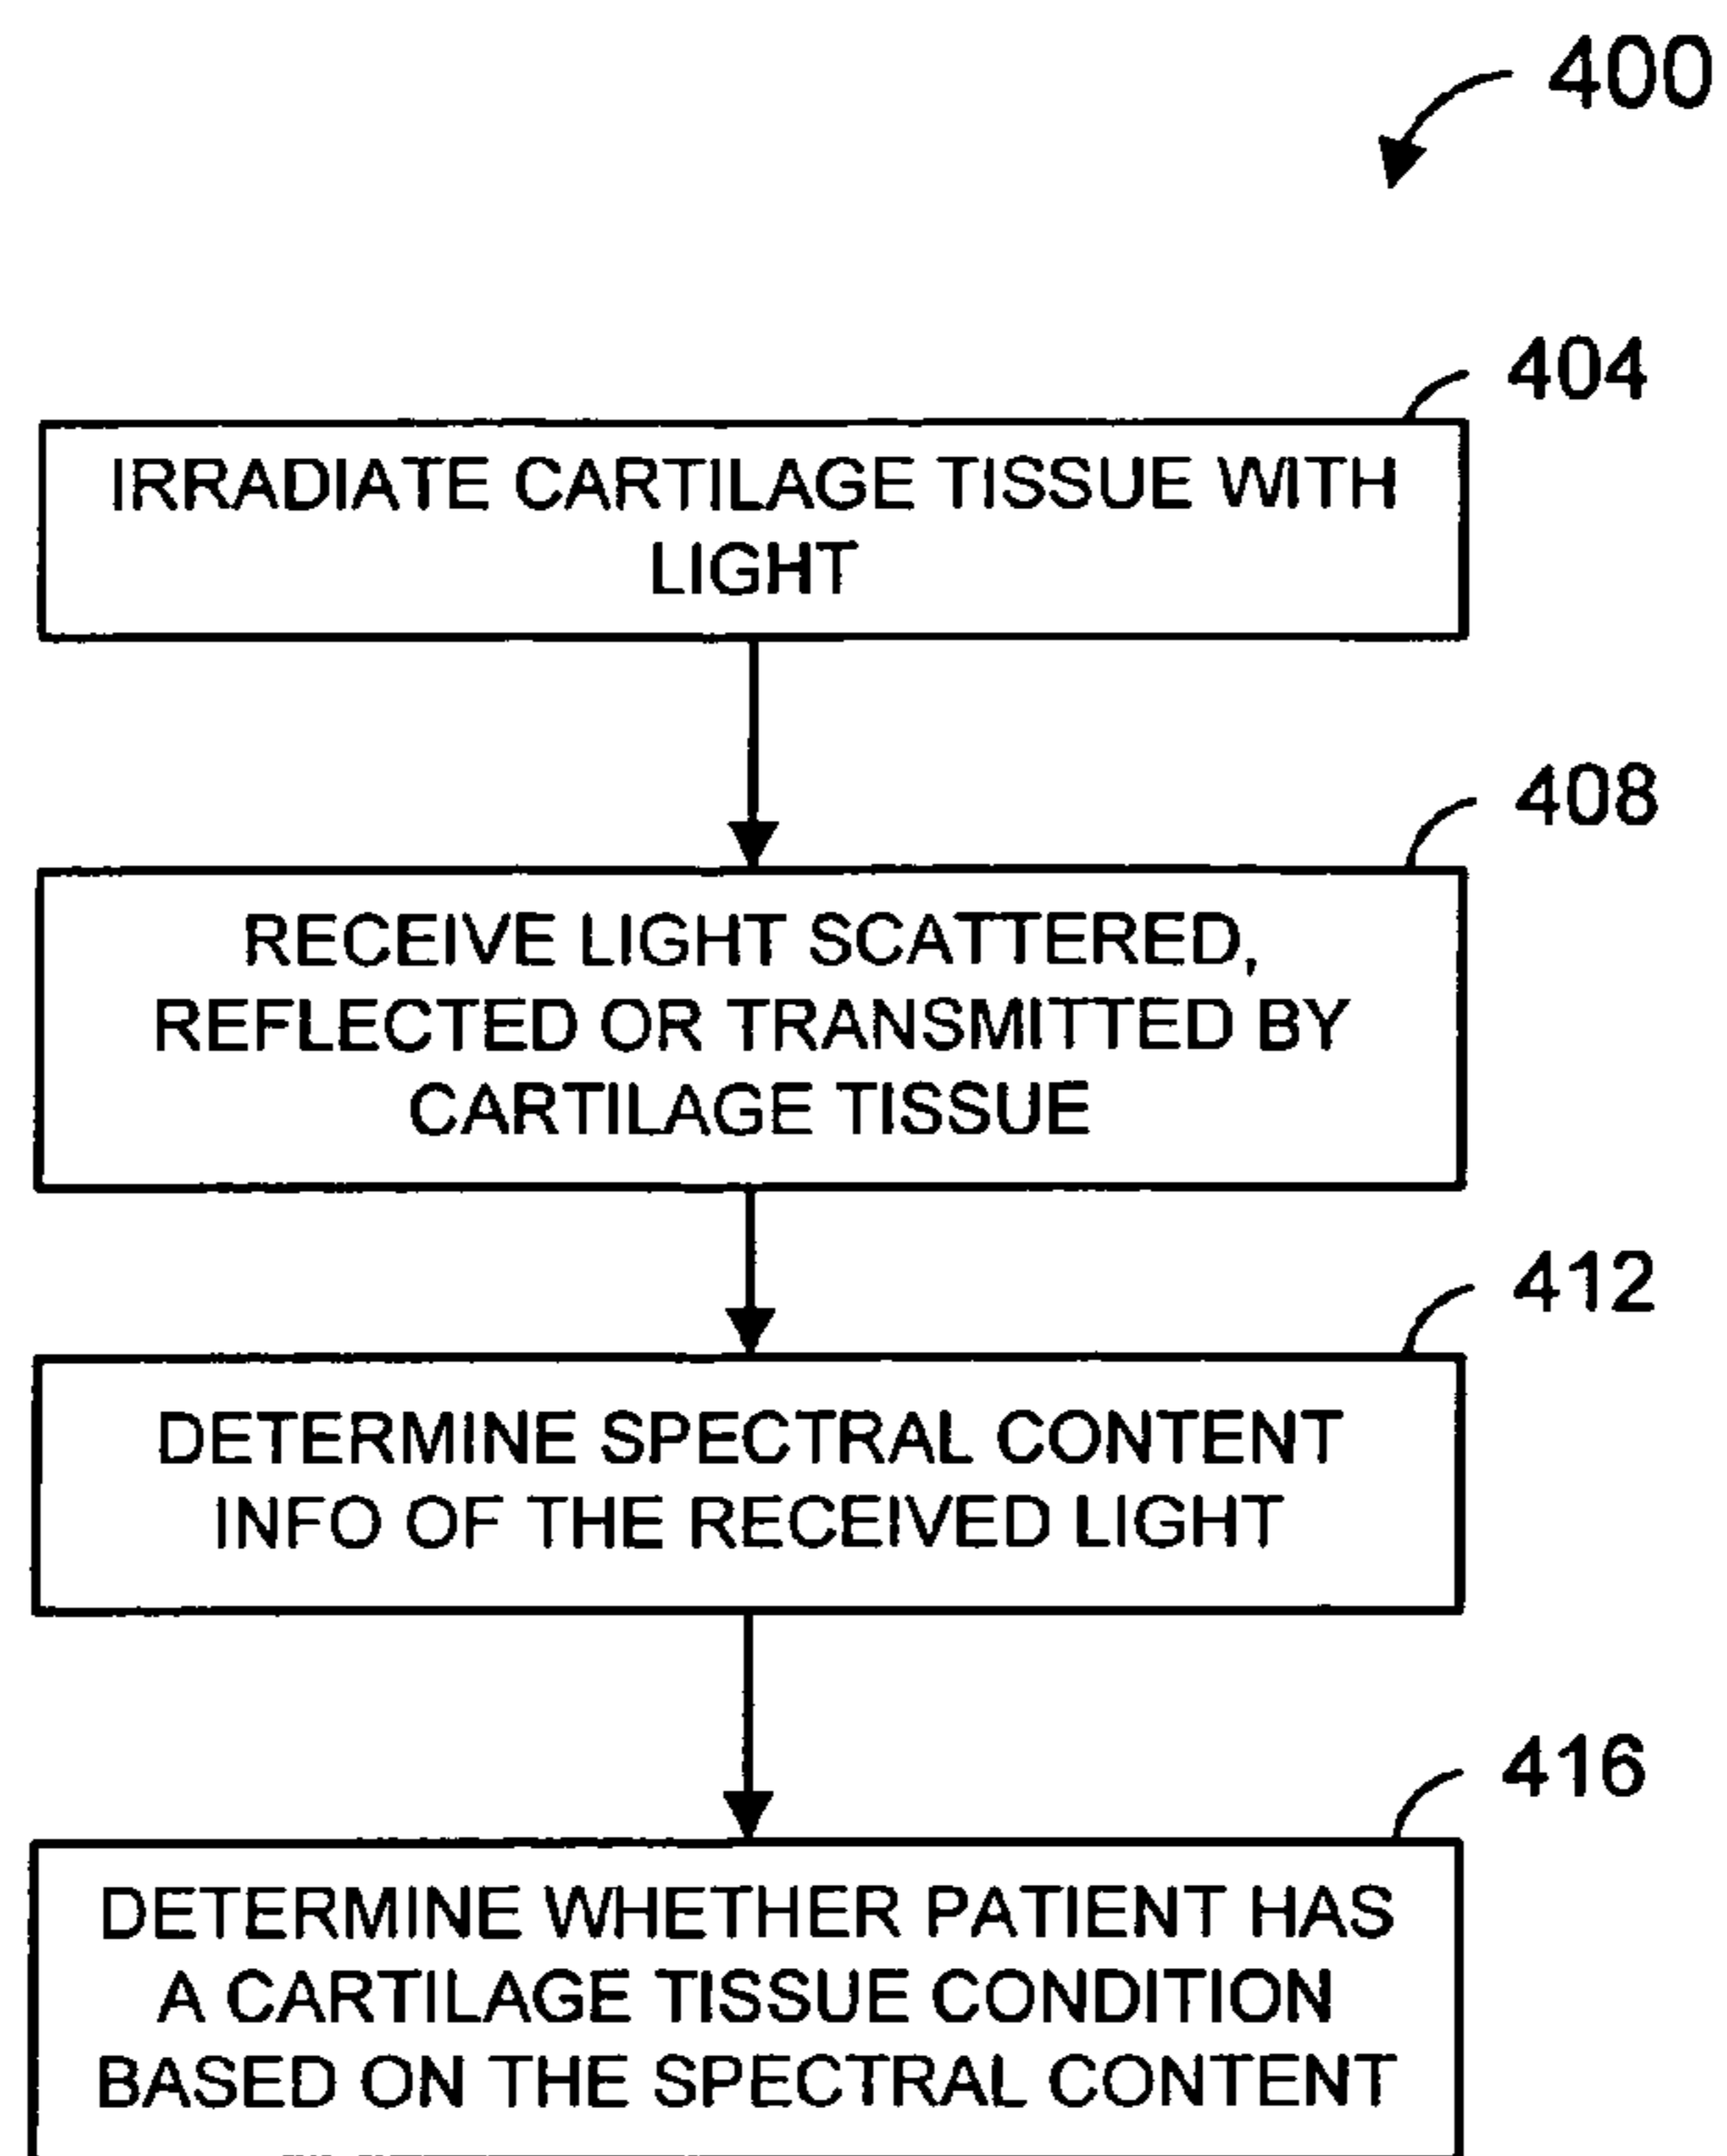 400
404
IRRADIATE CARTILAGE TISSUE WITH
LIGHT
408
RECEIVE LIGHT SCATTERED,
REFLECTED OR TRANSMITTED BY
CARTILAGE TISSUE
412
DETERMINE SPECTRAL CONTENT
INFO OF THE RECEIVED LIGHT
416
DETERMINE WHETHER PATIENT HAS
A CARTILAGE TISSUE CONDITION
BASED ON THE SPECTRAL CONTENT